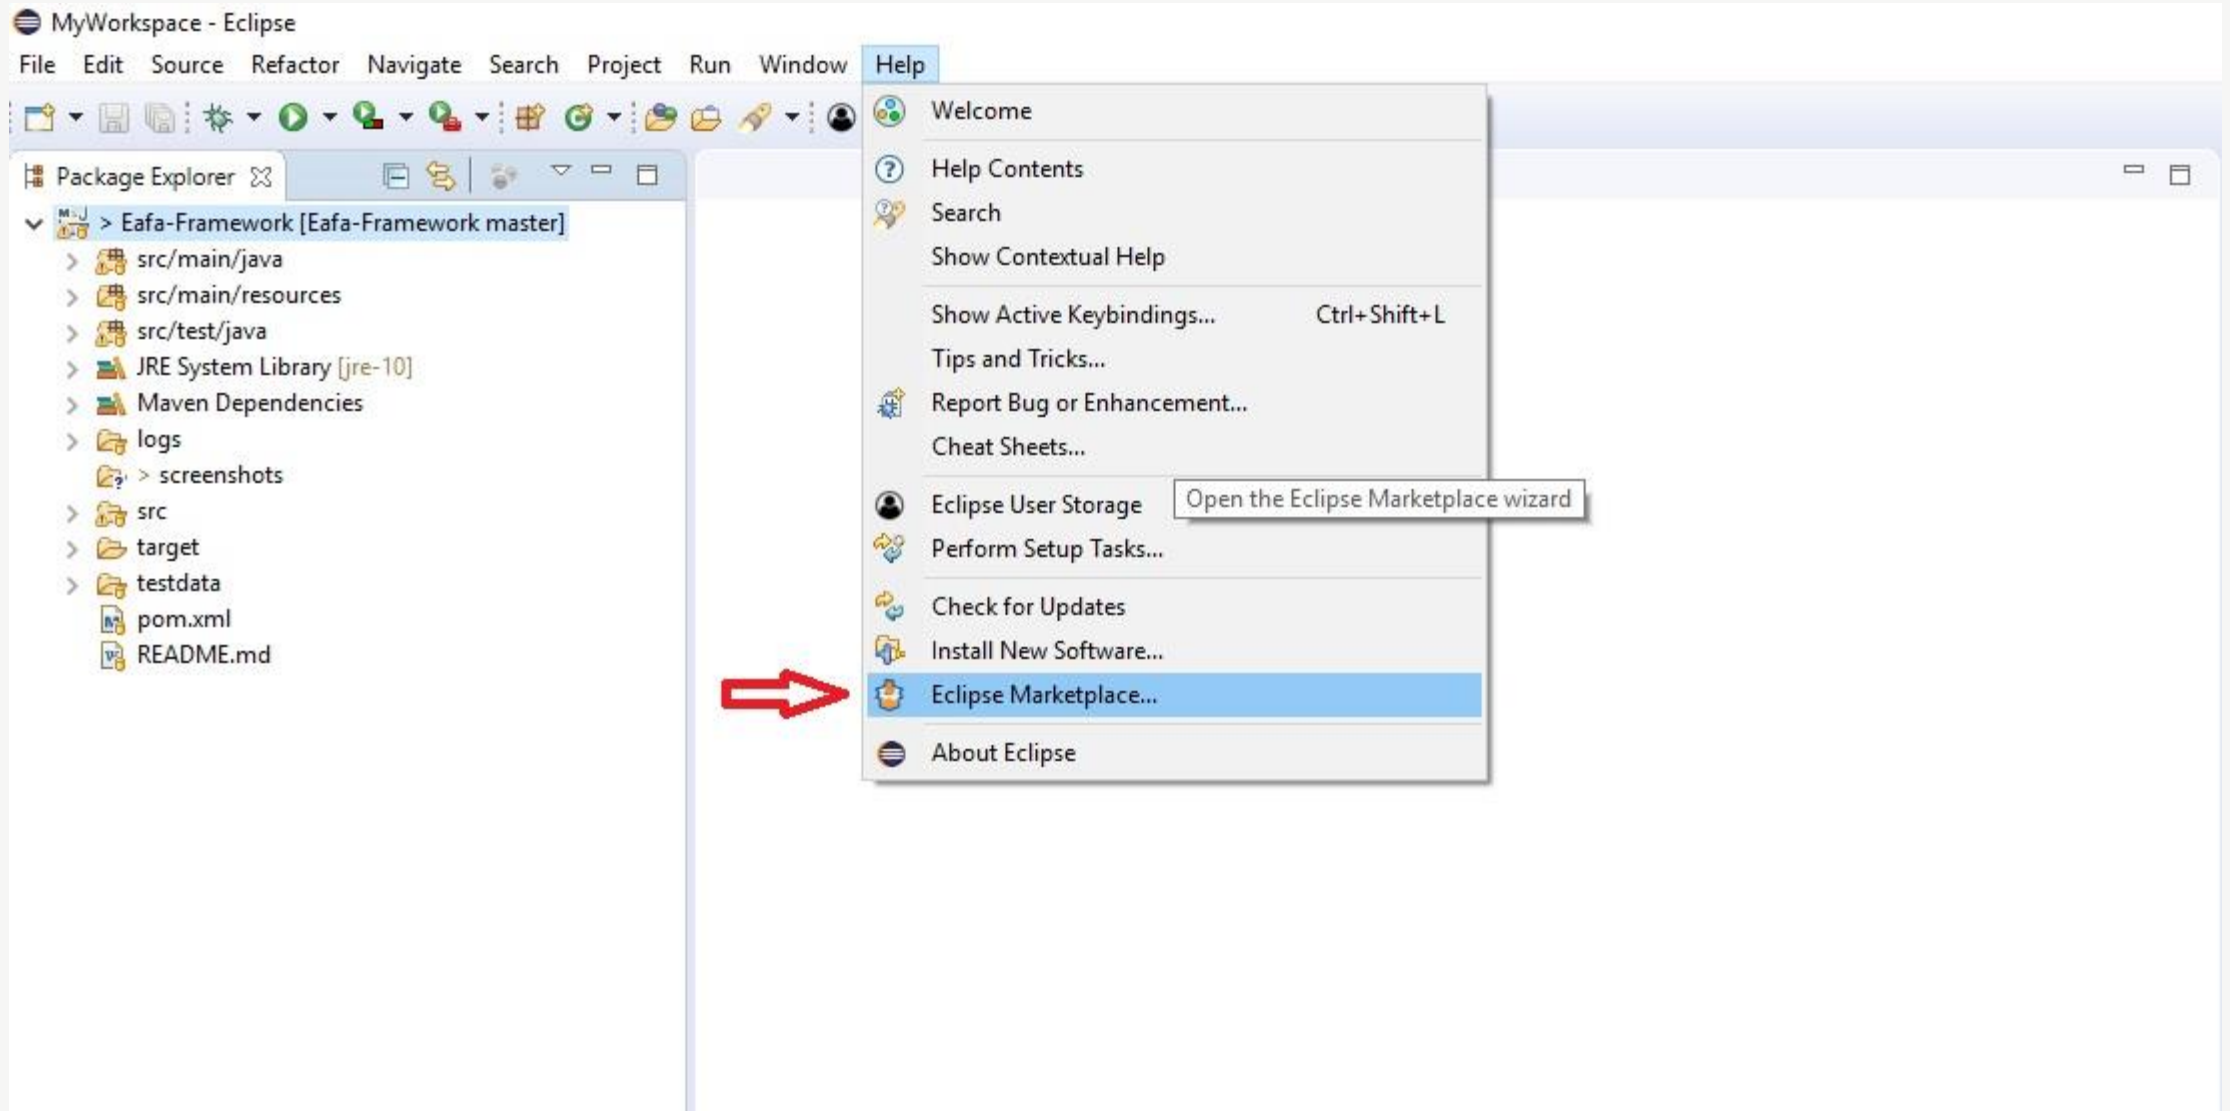 MyWorkspace - Eclipse
File Edit Source Refactor Navigate Search Project Run Window Help
Package Explorer
> Eafa-Framework [Eafa-Framework master]
src/main/java
src/main/resources
src/test/java
JRE System Library [jre-10]
Maven Dependencies
logs
> screenshots
src
target
testdata
pom.xml
README.md
Welcome
Help Contents
Search
Show Contextual Help
Show Active Keybindings... Ctrl+Shift+L
Tips and Tricks...
Report Bug or Enhancement...
Cheat Sheets...
Eclipse User Storage
Open the Eclipse Marketplace wizard
Perform Setup Tasks...
Check for Updates
Install New Software...
Eclipse Marketplace...
About Eclipse